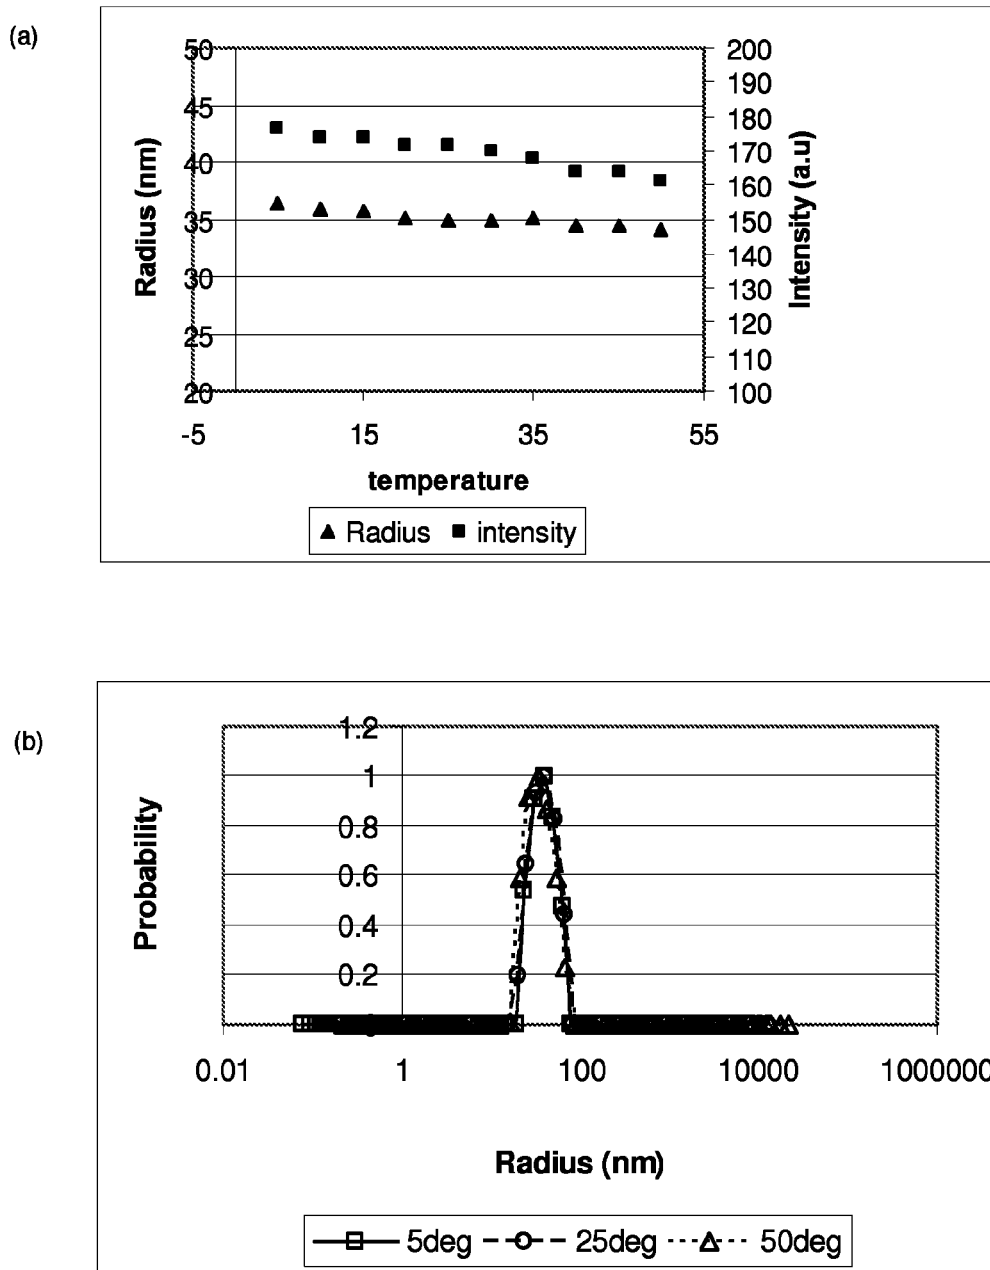 (a)
50
45
40
35
30
25
20
Radius (nm)
200
190
180
170
160
150
140
130
120
110
100
Intensity (a.u)
-5 15 35 55
temperature
Radius intensity
(b)
1.2
1
0.8
0.6
0.4
0.2
0
Probability
0.01 1 100 10000 1000000
Radius (nm)
5deg 25deg 50deg